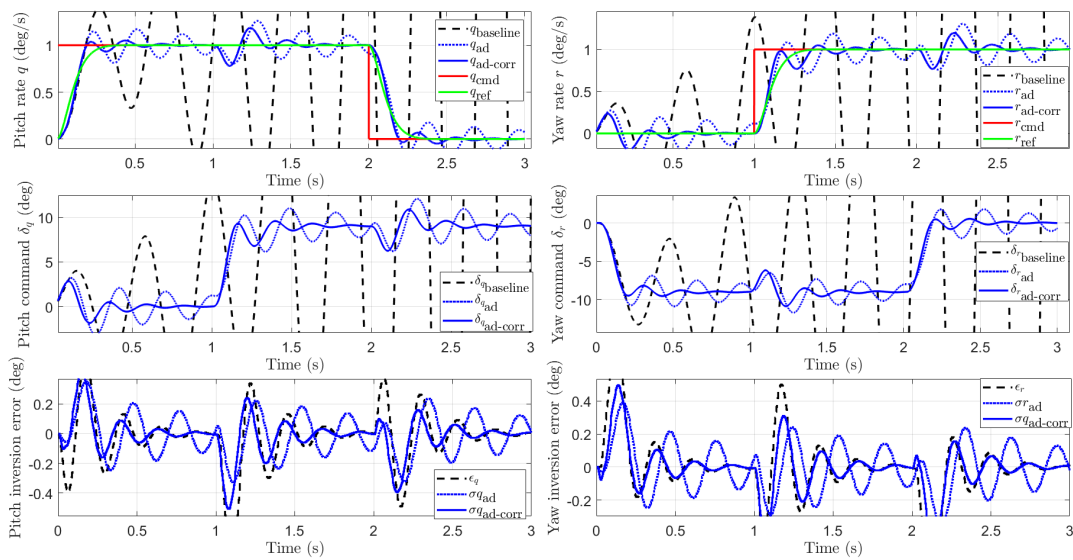 Pitch rate q (deg/s)
1
0.5
0
q_baseline
q_ad
q_ad-corr
q_cmd
q_ref
0.5 1 1.5 2 2.5 3
Time (s)
Yaw rate r (deg/s)
1
0.5
0
r_baseline
r_ad
r_ad-corr
r_cmd
r_ref
0 0.5 1 1.5 2 2.5
Time (s)
Pitch command δ_q (deg)
10
5
0
δ_q baseline
δ_q ad
δ_q ad-corr
0.5 1 1.5 2 2.5 3
Time (s)
Yaw command δ_r (deg)
0
-5
-10
δ_r baseline
δ_r ad
δ_r ad-corr
0 0.5 1 1.5 2 2.5 3
Time (s)
Pitch inversion error (deg)
0.2
0
-0.2
-0.4
ϵ_q
σq_ad
σq_ad-corr
0 0.5 1 1.5 2 2.5 3
Time (s)
Yaw inversion error (deg)
0.4
0.2
0
-0.2
ϵ_r
σr_ad
σq_ad-corr
0 0.5 1 1.5 2 2.5 3
Time (s)